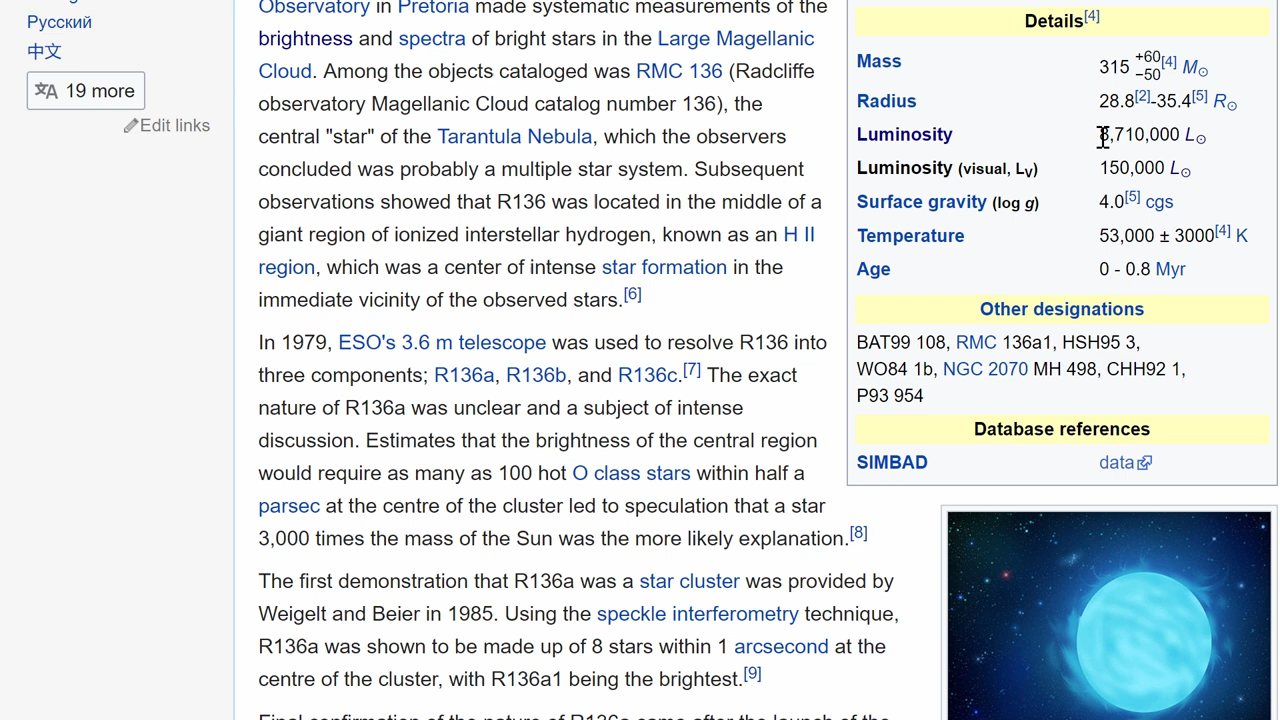 Русский
中文
19 more
Edit links
Observatory in Pretoria made systematic measurements of the
brightness and spectra of bright stars in the Large Magellanic
Cloud. Among the objects cataloged was RMC 136 (Radcliffe
observatory Magellanic Cloud catalog number 136), the
central "star" of the Tarantula Nebula, which the observers
concluded was probably a multiple star system. Subsequent
observations showed that R136 was located in the middle of a
giant region of ionized interstellar hydrogen, known as an H II
region, which was a center of intense star formation in the
immediate vicinity of the observed stars.[6]
In 1979, ESO's 3.6 m telescope was used to resolve R136 into
three components; R136a, R136b, and R136c.[7] The exact
nature of R136a was unclear and a subject of intense
discussion. Estimates that the brightness of the central region
would require as many as 100 hot O class stars within half a
parsec at the centre of the cluster led to speculation that a star
3,000 times the mass of the Sun was the more likely explanation.[8]
The first demonstration that R136a was a star cluster was provided by
Weigelt and Beier in 1985. Using the speckle interferometry technique,
R136a was shown to be made up of 8 stars within 1 arcsecond at the
centre of the cluster, with R136a1 being the brightest.[9]
Final confirmation of the nature of R136a came after the launch of the
Details[4]
Mass 315 +60 −50[4] M☉
Radius 28.8[2]-35.4[5] R☉
Luminosity 8,710,000 L☉
Luminosity (visual, LV) 150,000 L☉
Surface gravity (log g) 4.0[5] cgs
Temperature 53,000 ± 3000[4] K
Age 0 - 0.8 Myr
Other designations
BAT99 108, RMC 136a1, HSH95 3,
WO84 1b, NGC 2070 MH 498, CHH92 1,
P93 954
Database references
SIMBAD data